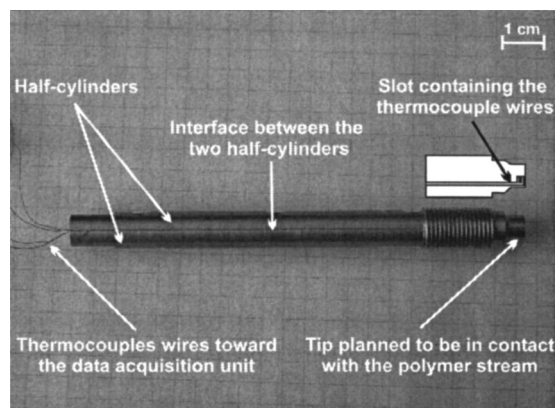 1 cm
Half-cylinders
Slot containing the
thermocouple wires
Interface between the
two half-cylinders
Thermocouples wires toward
the data acquisition unit
Tip planned to be in contact
with the polymer stream